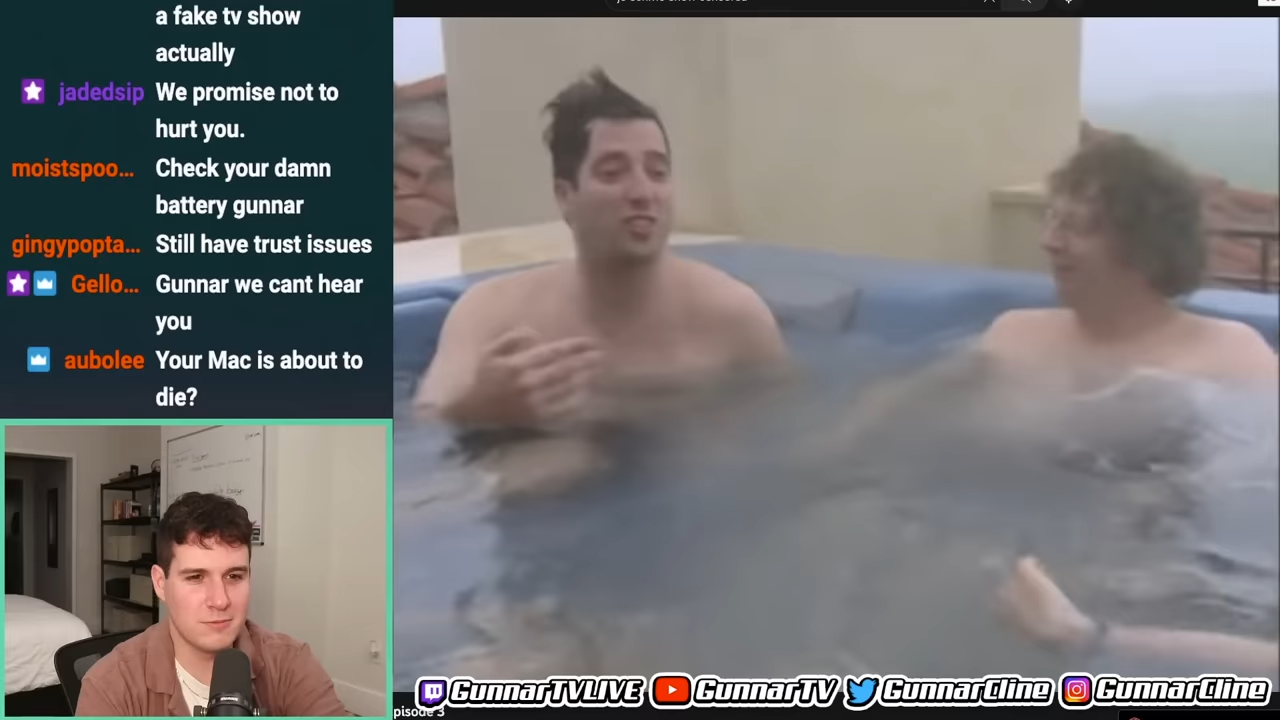 a fake tv show
actually
jadedsip We promise not to
hurt you.
moistspoo... Check your damn
battery gunnar
gingypopta... Still have trust issues
Gello... Gunnar we cant hear
you
aubolee Your Mac is about to
die?
GunnarTVLIVE GunnarTV GunnarCline GunnarCline
pisode 3